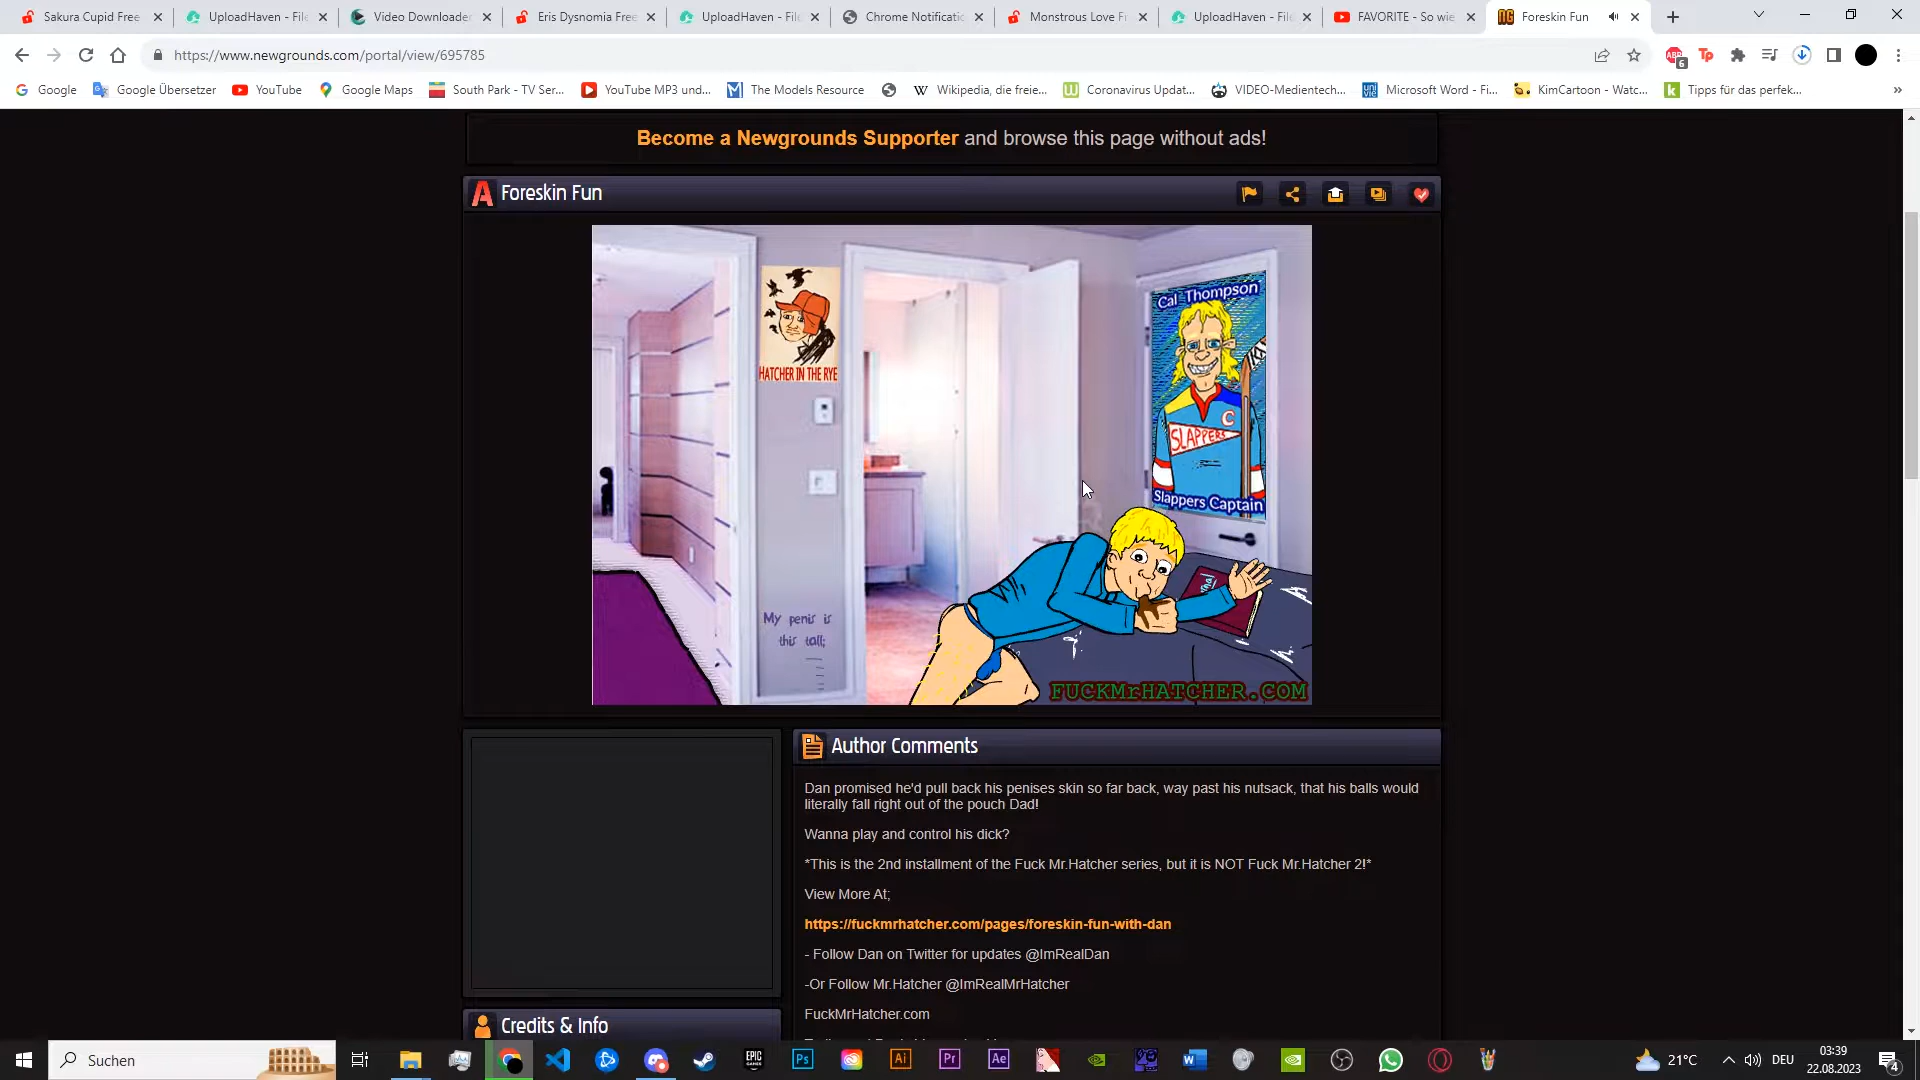 Sakura Cupid Free
UploadHaven - File
Video Downloader
Eris Dysnomia Free
UploadHaven - File
Chrome Notificatio
Monstrous Love F
UploadHaven - File
FAVORITE - So wie
Foreskin Fun
https://www.newgrounds.com/portal/view/695785
ABP
6
Tp
Google
Google Übersetzer
YouTube
Google Maps
South Park - TV Ser...
YouTube MP3 und...
The Models Resource
Wikipedia, die freie...
Coronavirus Updat...
VIDEO-Medientech...
Microsoft Word - Fi...
KimCartoon - Watc...
Tipps für das perfek...
Become a Newgrounds Supporter and browse this page without ads!
A
Foreskin Fun
HATCHER IN THE RYE
Cal Thompson
C
SLAPPERS
Slappers Captain
My penis is
this tall;
FUCKMrHATCHER.COM
Author Comments
Dan promised he'd pull back his penises skin so far back, way past his nutsack, that his balls would
literally fall right out of the pouch Dad!
Wanna play and control his dick?
*This is the 2nd installment of the Fuck Mr.Hatcher series, but it is NOT Fuck Mr.Hatcher 2!*
View More At;
https://fuckmrhatcher.com/pages/foreskin-fun-with-dan
- Follow Dan on Twitter for updates @ImRealDan
-Or Follow Mr.Hatcher @ImRealMrHatcher
FuckMrHatcher.com
Credits & Info
Suchen
21°C
DEU
03:39
22.08.2023
4